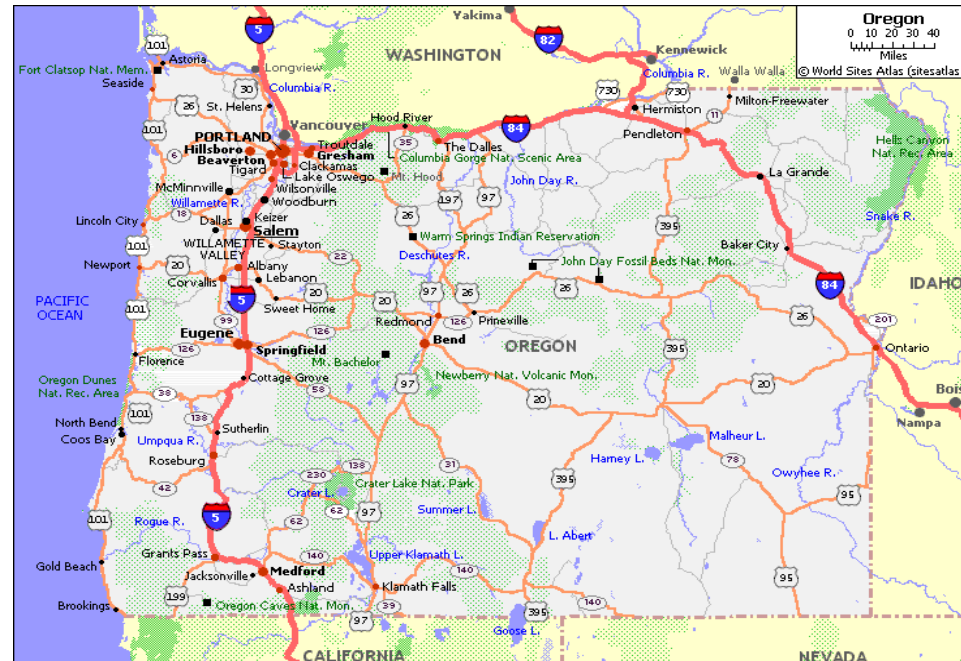 Oregon
0 10 20 30 40
Miles
© World Sites Atlas (sitesatlas
Yakima
5
82
WASHINGTON
Kennewick
Columbia R.
Walla Walla
101
Astoria
Fort Clatsop Nat. Mem.
Longview
Seaside
30
Columbia R.
730
730
26
St. Helens
Hermiston
Milton-Freewater
11
101
Vancouver
Hood River
84
Pendleton
PORTLAND
Troutdale
35
The Dalles
Hells Canyon
Nat. Rec. Area
Hillsboro
Gresham
Columbia Gorge Nat. Scenic Area
6
Beaverton
Clackamas
Mt. Hood
Tigard
Lake Oswego
La Grande
McMinnville
Wilsonville
John Day R.
Willamette R.
Woodburn
197
97
18
26
Snake R.
Lincoln City
Dallas
Keizer
Salem
395
101
WILLAMETTE
VALLEY
Stayton
Warm Springs Indian Reservation
Baker City
22
Deschutes R.
John Day Fossil Beds Nat. Mon.
Newport
20
Albany
Lebanon
26
84
IDAHO
Corvallis
97
26
PACIFIC
OCEAN
5
20
20
101
Sweet Home
99
Redmond
126
Prineville
26
201
Eugene
126
126
Springfield
Bend
OREGON
395
Ontario
Florence
Mt. Bachelor
Oregon Dunes
Nat. Rec. Area
Cottage Grove
97
Newberry Nat. Volcanic Mon.
20
Bois
38
58
20
101
138
Nampa
North Bend
Coos Bay
Sutherlin
Umpqua R.
Malheur L.
Roseburg
Harney L.
78
42
230
138
31
Owyhee R.
Crater L.
Crater Lake Nat. Park
395
95
62
62
97
Summer L.
101
Rogue R.
5
L. Abert
Grants Pass
140
Upper Klamath L.
Gold Beach
Medford
140
Jacksonville
95
199
Ashland
Klamath Falls
Brookings
Oregon Caves Nat. Mon.
39
140
97
395
Goose L.
CALIFORNIA
NEVADA